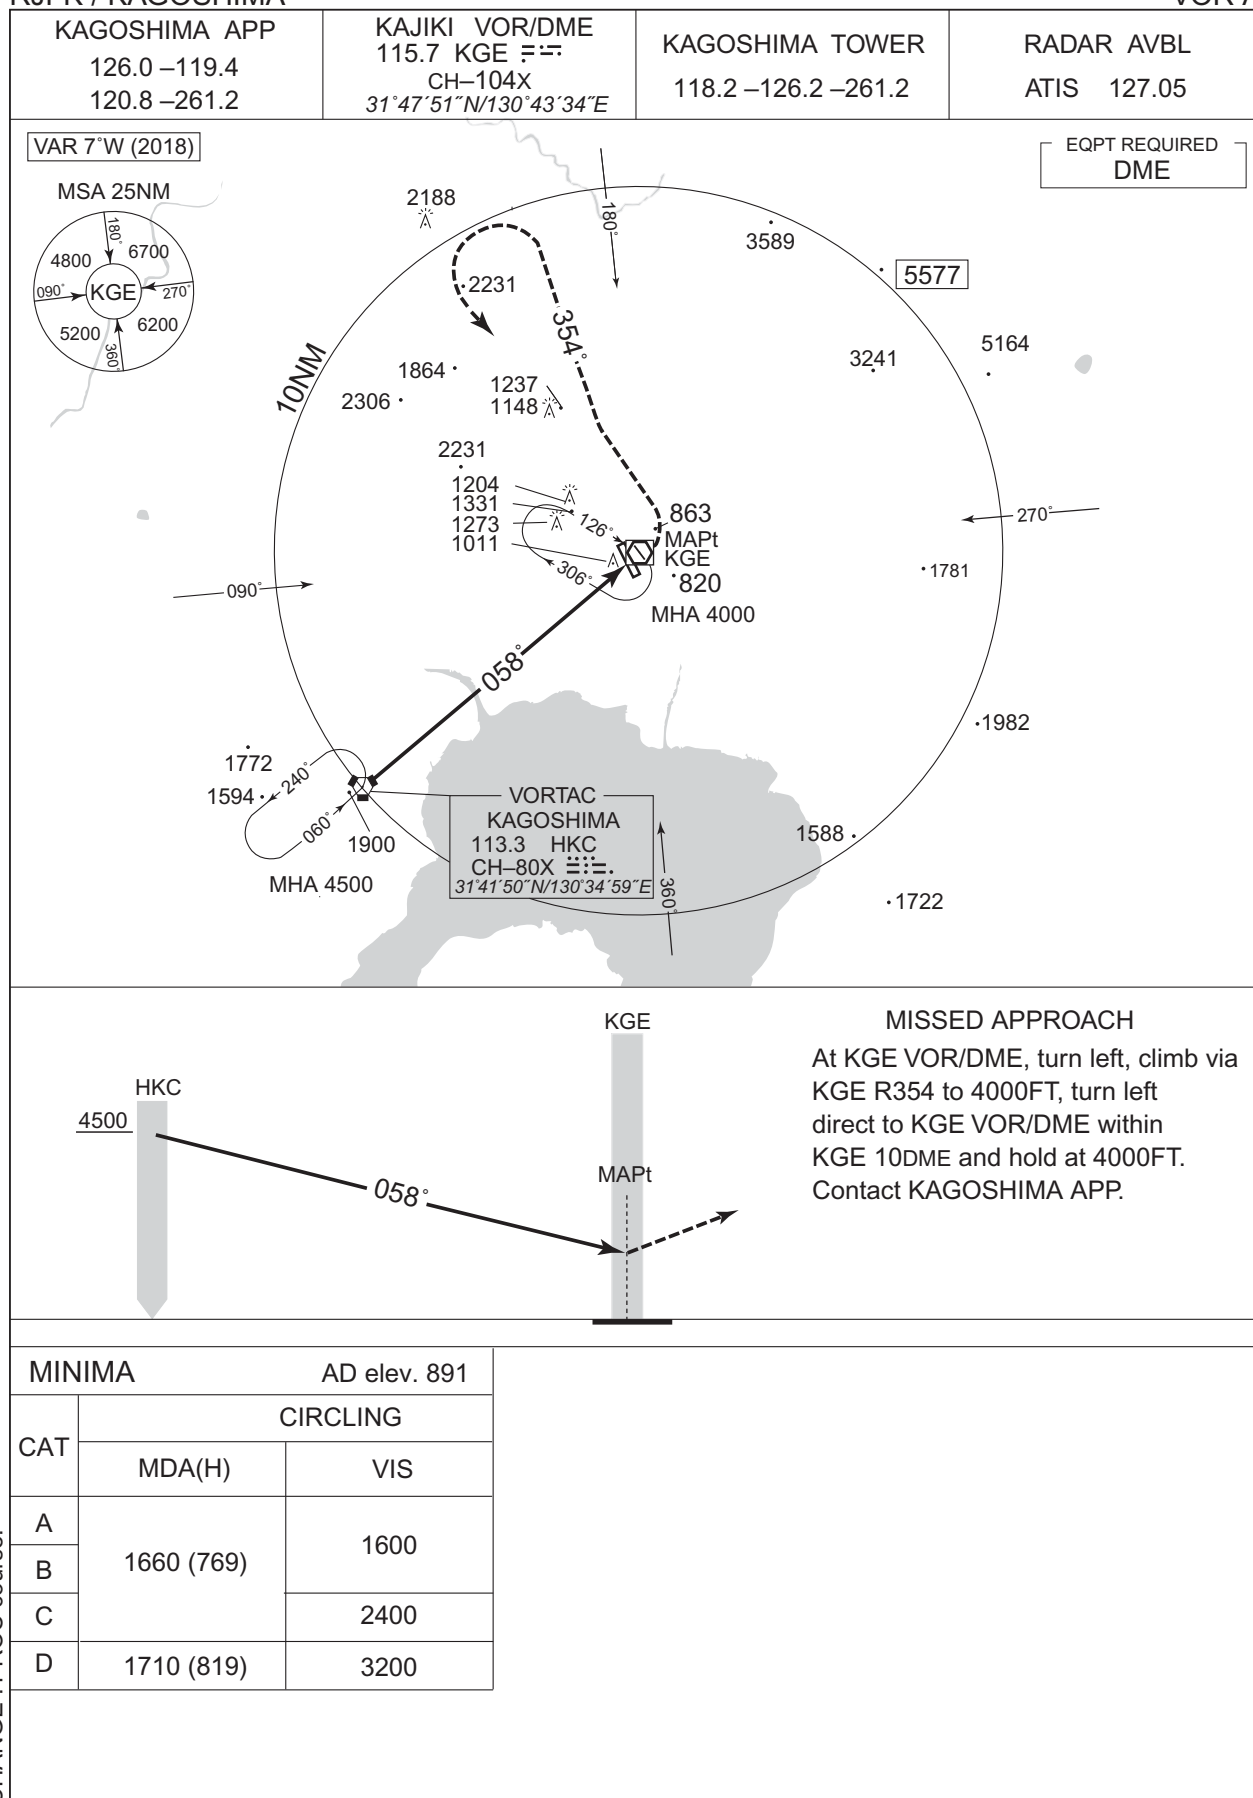 KAGOSHIMA APP
126.0 –119.4
120.8 –261.2
KAJIKI VOR/DME
115.7 KGE
CH–104X
31˚47´51˝N/130˚43´34˝E
KAGOSHIMA TOWER
118.2 –126.2 –261.2
RADAR AVBL
ATIS 127.05
VAR 7˚W (2018)
EQPT REQUIRED
DME
MSA 25NM
180˚
4800
6700
090˚
KGE
270˚
5200
6200
360˚
2188
180˚
3589
5577
2231
354˚
10NM
1864
2306
1237
1148
3241
5164
2231
1204
1331
1273
1011
126˚
306˚
863
MAPt
KGE
820
MHA 4000
270˚
1781
090˚
058˚
1982
1772
1594
240˚
060˚
1900
MHA 4500
VORTAC
KAGOSHIMA
113.3 HKC
CH–80X
31˚41´50˝N/130˚34´59˝E
360˚
1588
1722
KGE
HKC
4500
058˚
MAPt
MISSED APPROACH
At KGE VOR/DME, turn left, climb via
KGE R354 to 4000FT, turn left
direct to KGE VOR/DME within
KGE 10DME and hold at 4000FT.
Contact KAGOSHIMA APP.
MINIMA AD elev. 891
CAT
CIRCLING
MDA(H) VIS
A
B
C
D
1660 (769)
1600
2400
1710 (819)
3200